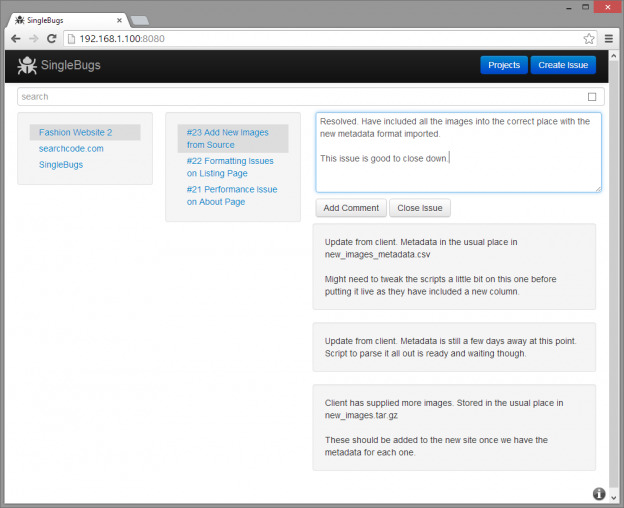 SingleBugs
192.168.1.100:8080
SingleBugs
Projects
Create Issue
search
Fashion Website 2
searchcode.com
SingleBugs
#23 Add New Images
from Source
#22 Formatting Issues
on Listing Page
#21 Performance Issue
on About Page
Resolved. Have included all the images into the correct place with the
new metadata format imported.
This issue is good to close down.
Add Comment
Close Issue
Update from client. Metadata in the usual place in
new_images_metadata.csv
Might need to tweak the scripts a little bit on this one before
putting it live as they have included a new column.
Update from client. Metadata is still a few days away at this point.
Script to parse it all out is ready and waiting though.
Client has supplied more images. Stored in the usual place in
new_images.tar.gz
These should be added to the new site once we have the
metadata for each one.